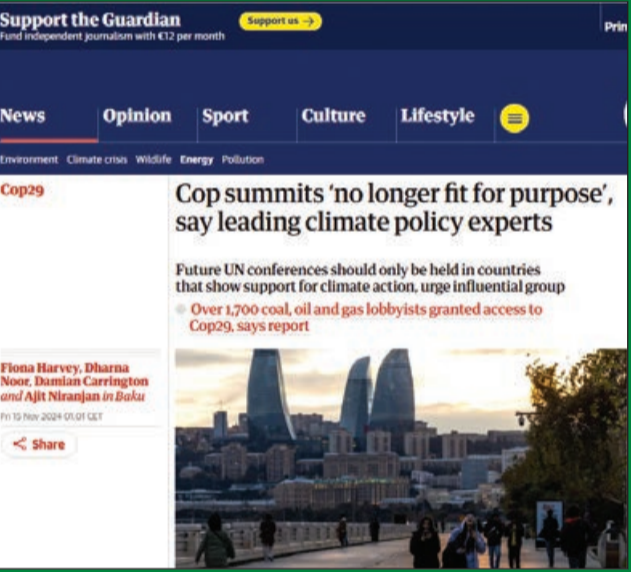 Support the Guardian
Fund independent journalism with €12 per month
Support us →
News
Opinion
Sport
Culture
Lifestyle
Environment Climate crisis Wildlife Energy Pollution
Cop29
Cop summits ‘no longer fit for purpose’,
say leading climate policy experts
Future UN conferences should only be held in countries
that show support for climate action, urge influential group
Over 1,700 coal, oil and gas lobbyists granted access to
Cop29, says report
Fiona Harvey, Dharna
Noor, Damian Carrington
and Ajit Niranjan in Baku
Fri 15 Nov 2024 01.01 CET
Share